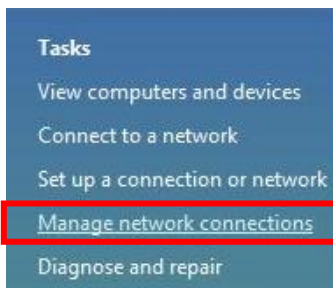 Tasks
View computers and devices
Connect to a network
Set up a connection or network
Manage network connections
Diagnose and repair